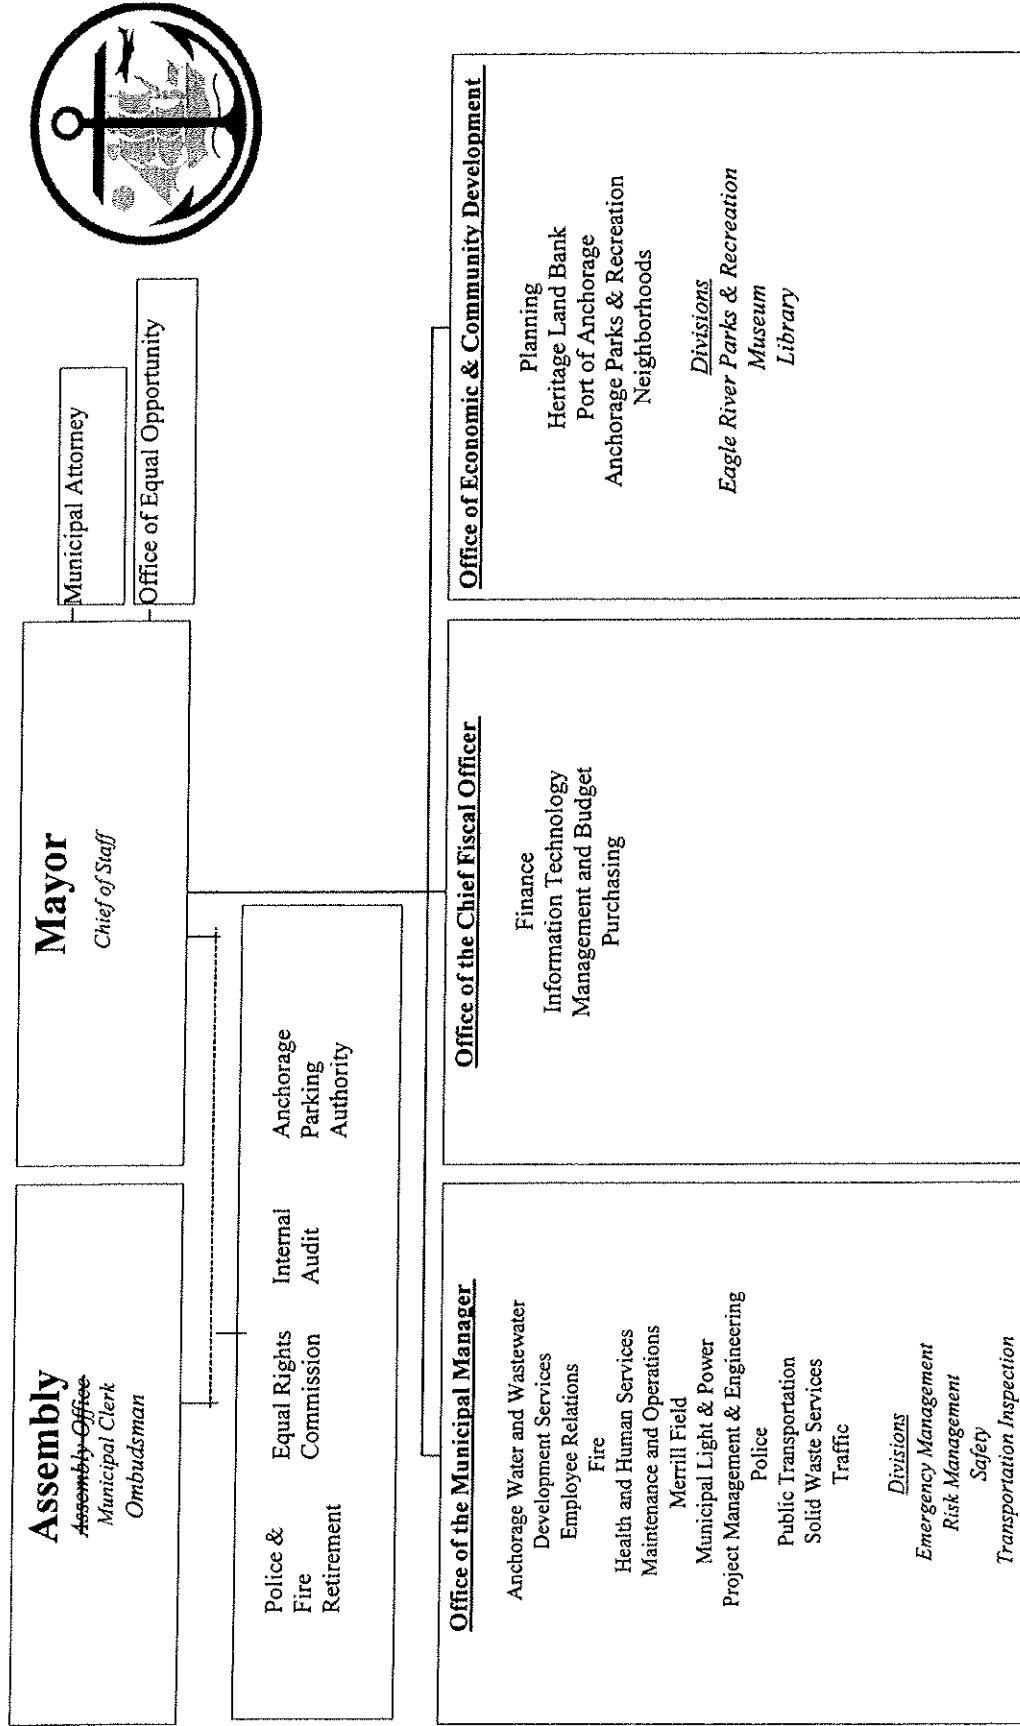 Assembly
Assembly Office
Municipal Clerk
Ombudsman
Mayor
Chief of Staff
Municipal Attorney
Office of Equal Opportunity
Police &
Fire
Retirement
Equal Rights
Commission
Internal
Audit
Anchorage
Parking
Authority
Office of the Municipal Manager
Anchorage Water and Wastewater
Development Services
Employee Relations
Fire
Health and Human Services
Maintenance and Operations
Merrill Field
Municipal Light & Power
Project Management & Engineering
Police
Public Transportation
Solid Waste Services
Traffic
Divisions
Emergency Management
Risk Management
Safety
Transportation Inspection
Office of the Chief Fiscal Officer
Finance
Information Technology
Management and Budget
Purchasing
Office of Economic & Community Development
Planning
Heritage Land Bank
Port of Anchorage
Anchorage Parks & Recreation
Neighborhoods
Divisions
Eagle River Parks & Recreation
Museum
Library